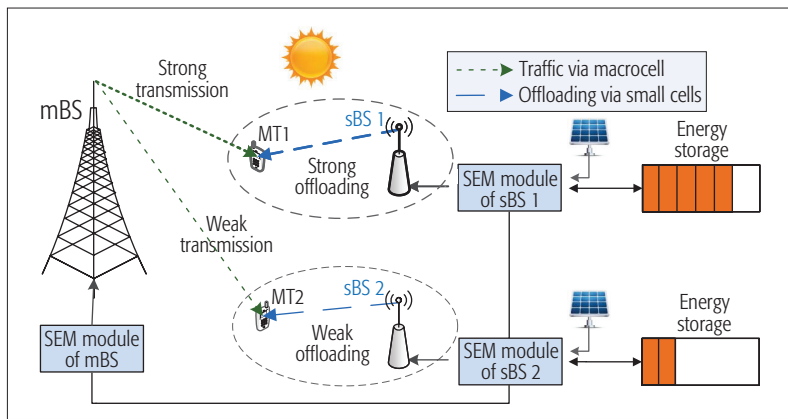 Strong
transmission
mBS
MT1
sBS 1
Strong
offloading
Traffic via macrocell
Offloading via small cells
Energy
storage
SEM module
of sBS 1
Weak
transmission
MT2
sBS 2
Weak
offloading
Energy
storage
SEM module
of mBS
SEM module
of sBS 2